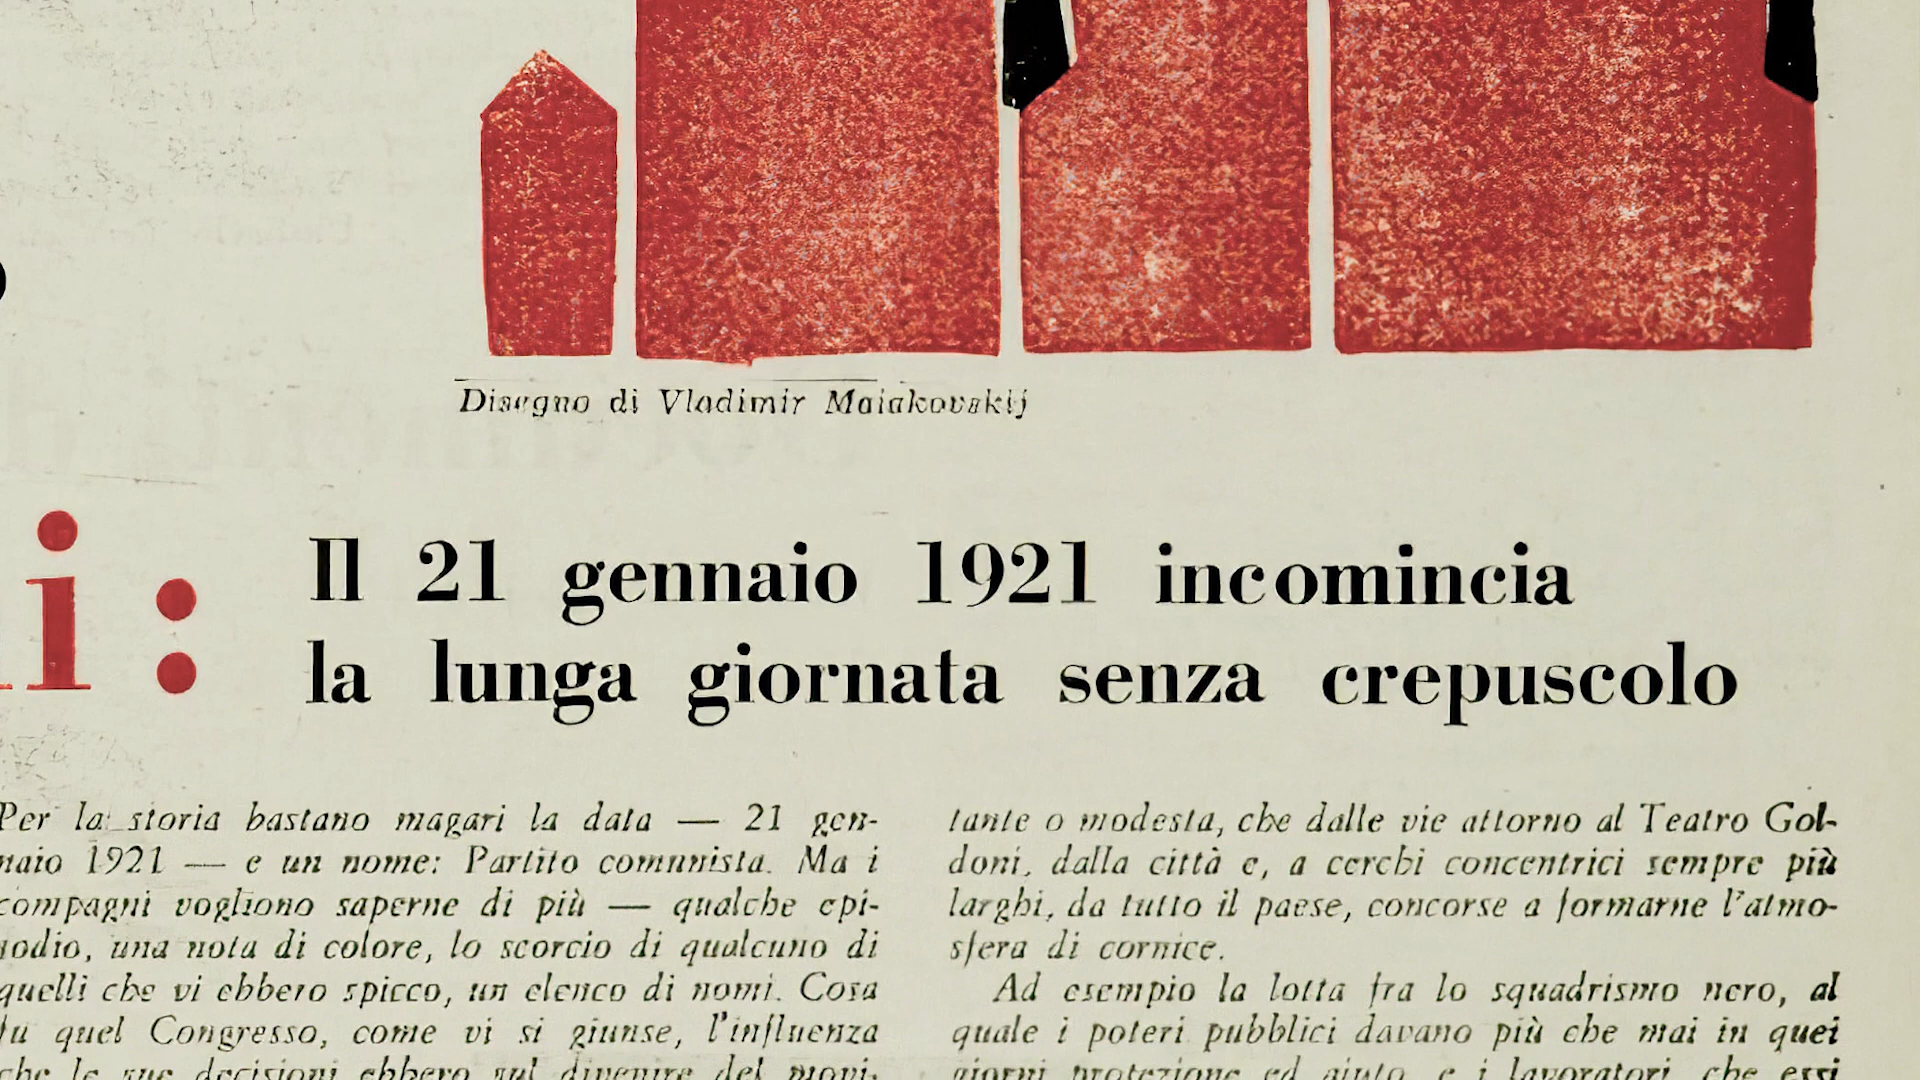 Disegno di Vladimir Maiakovskij
i:
Il 21 gennaio 1921 incomincia
la lunga giornata senza crepuscolo
Per la storia bastano magari la data — 21 gen-
naio 1921 — e un nome: Partito comunista. Ma i
compagni vogliono saperne di più — qualche epi-
sodio, una nota di colore, lo scorcio di qualcuno di
quelli che vi ebbero spicco, un elenco di nomi. Cosa
fu quel Congresso, come vi si giunse, l'influenza
che le sue decisioni ebbero sul divenire del movi-
tante o modesta, che dalle vie attorno al Teatro Gol-
doni, dalla città e, a cerchi concentrici sempre più
larghi, da tutto il paese, concorse a formarne l'atmo-
sfera di cornice.
Ad esempio la lotta fra lo squadrismo nero, al
quale i poteri pubblici davano più che mai in quei
giorni protezione ed aiuto, e i lavoratori, che essi